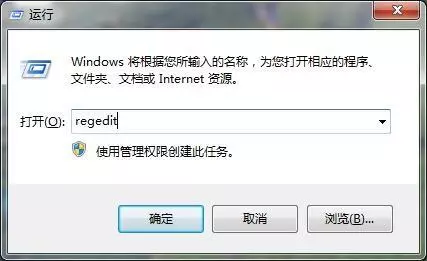 运行
Windows 将根据您所输入的名称，为您打开相应的程序、
文件夹、文档或 Internet 资源。
打开(O): regedit
使用管理权限创建此任务。
确定 取消 浏览(B)...